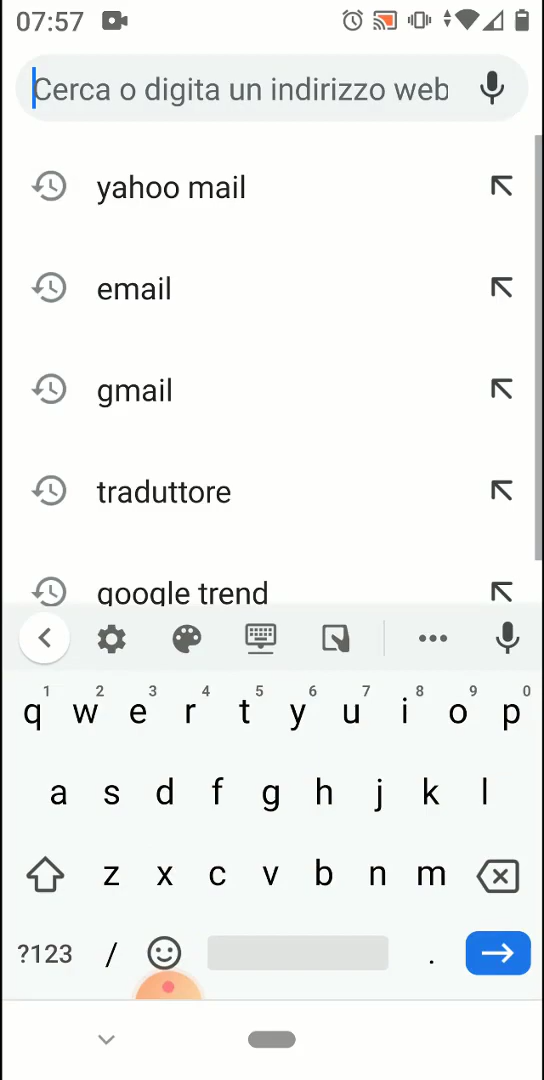 07:57
Cerca o digita un indirizzo web
yahoo mail
email
gmail
traduttore
google trend
1 2 3 4 5 6 7 8 9 0
q w e r t y u i o p
a s d f g h j k l
z x c v b n m
?123 / .